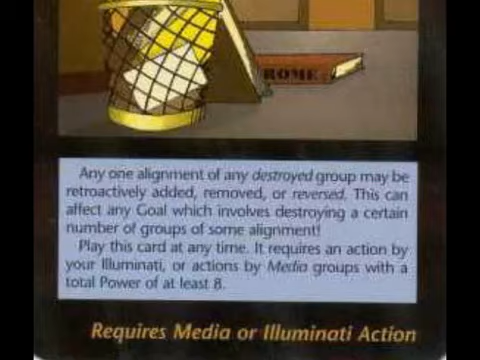 ROME
Any one alignment of any destroyed group may be
retroactively added, removed, or reversed. This can
affect any Goal which involves destroying a certain
number of groups of some alignment!
Play this card at any time. It requires an action by
your Illuminati, or actions by Media groups with a
total Power of at least 8.
Requires Media or Illuminati Action